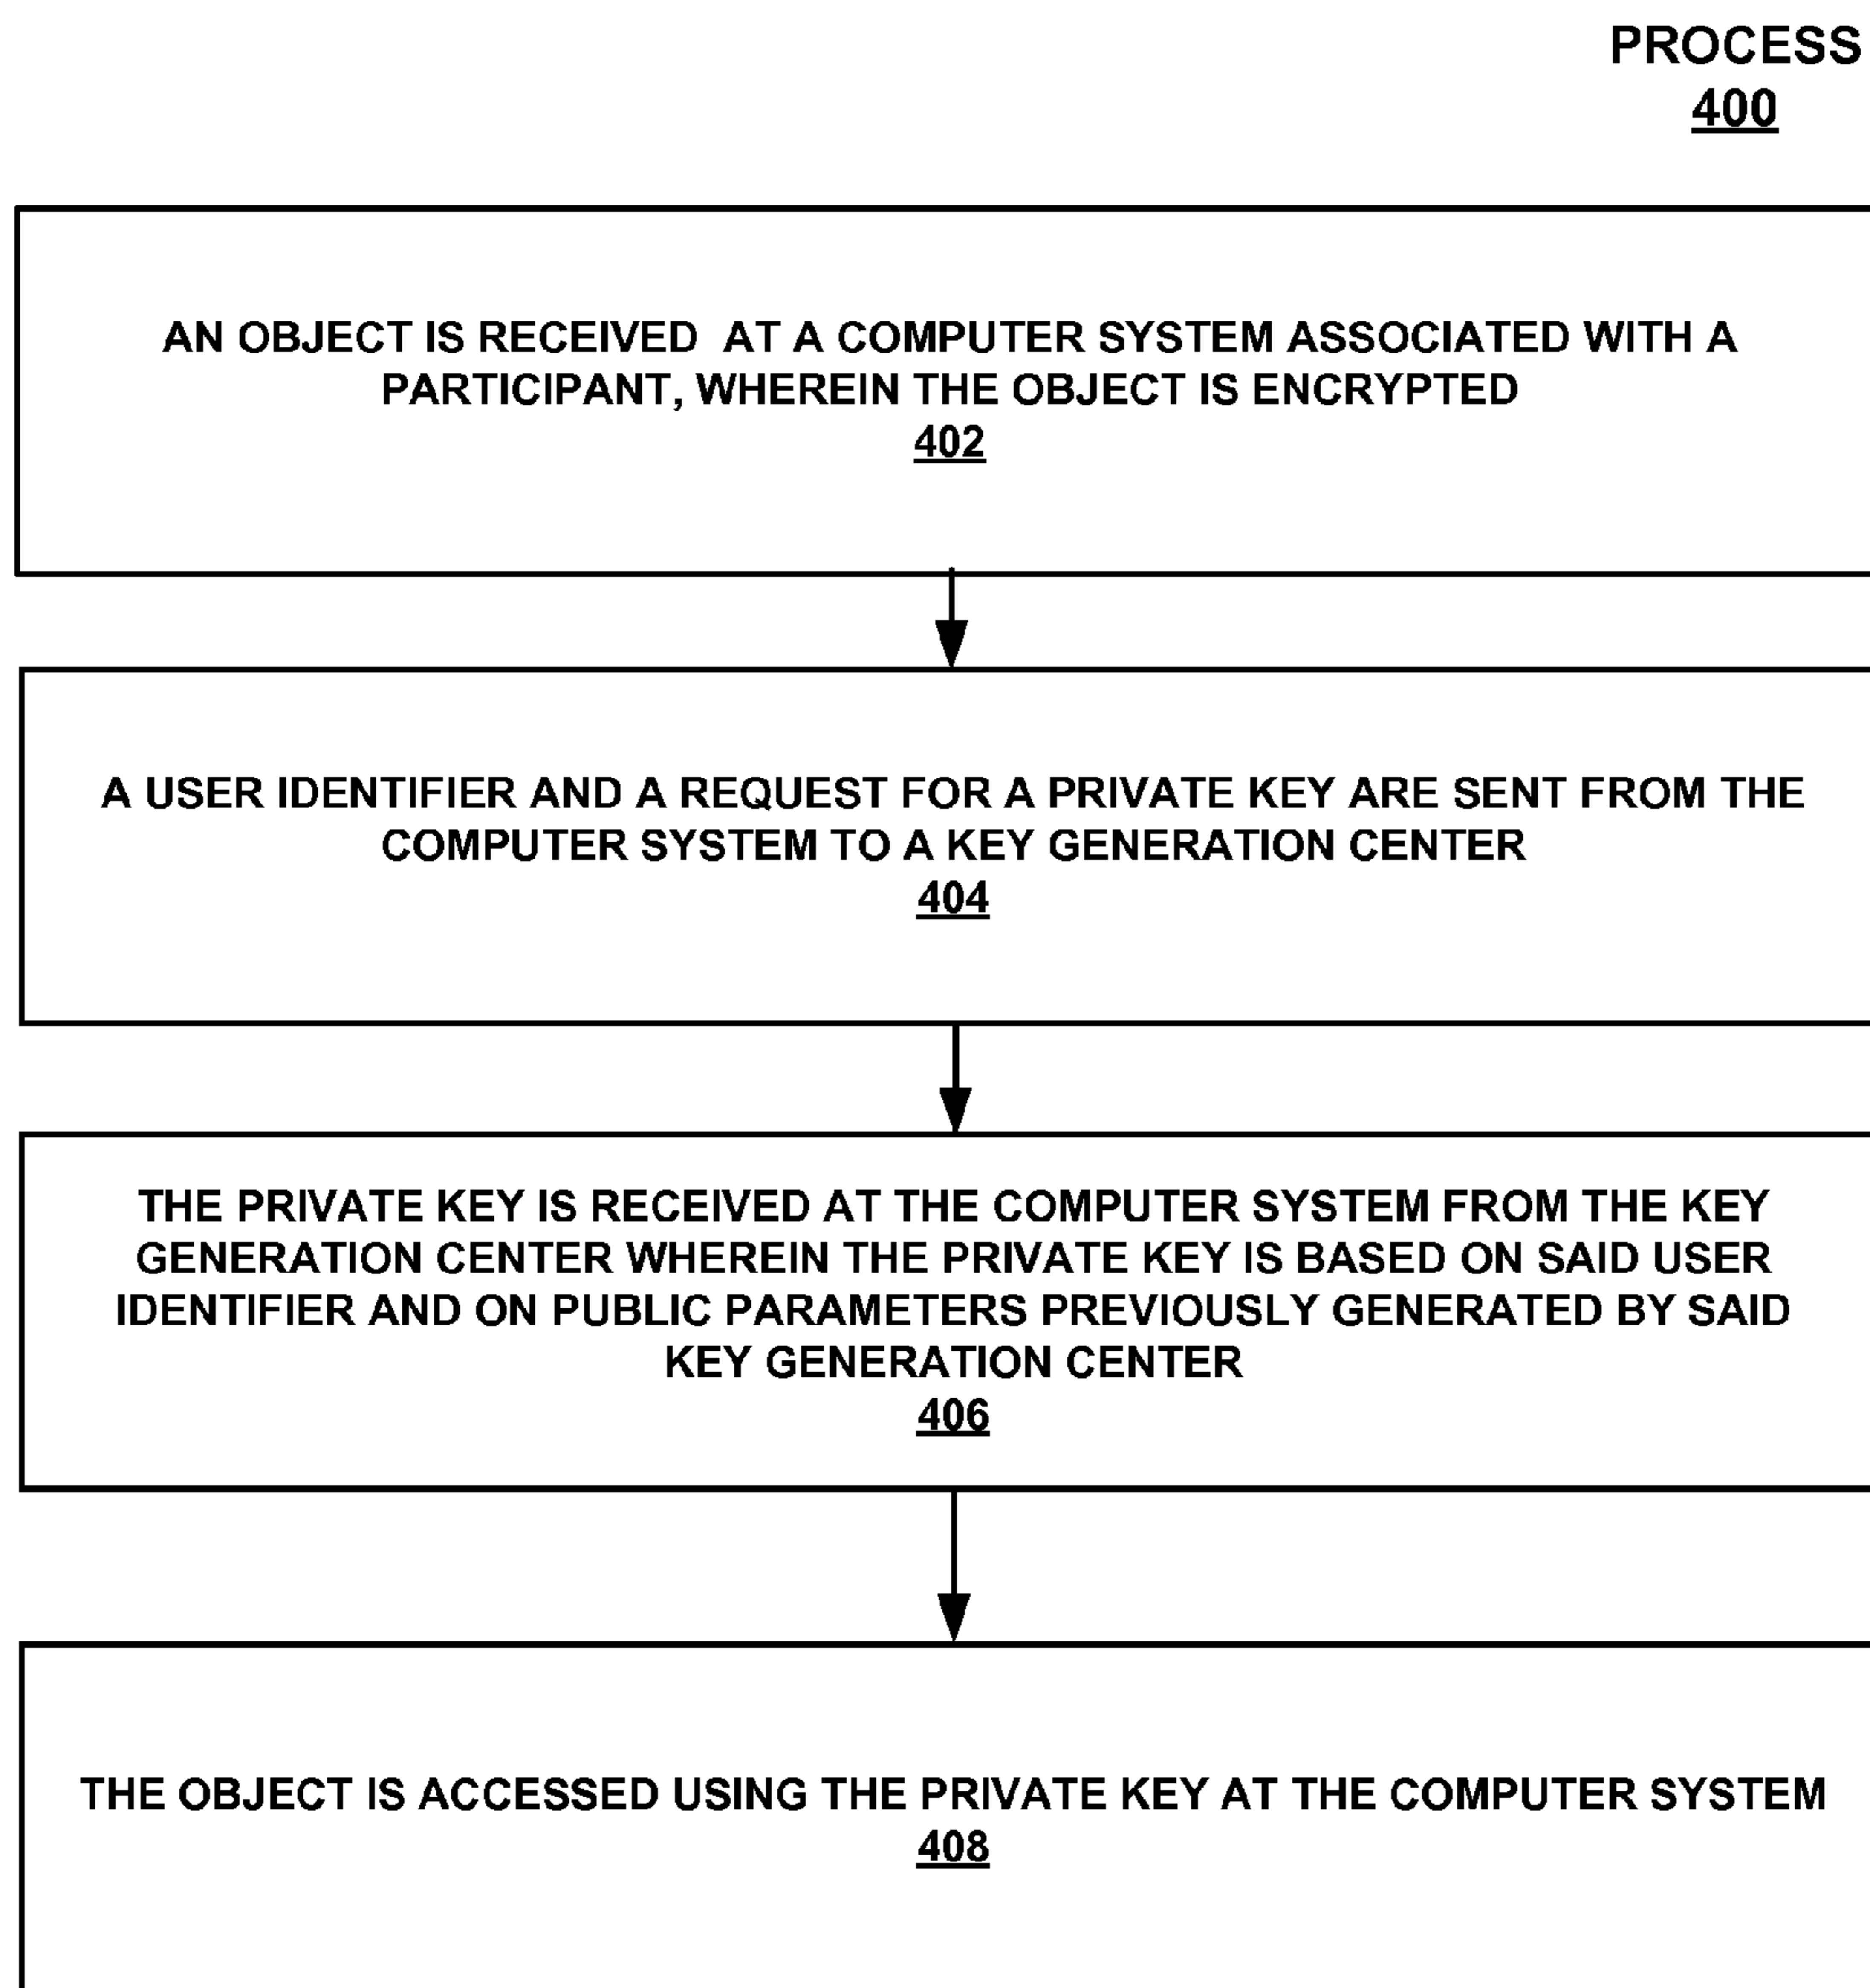 PROCESS
400
AN OBJECT IS RECEIVED AT A COMPUTER SYSTEM ASSOCIATED WITH A
PARTICIPANT, WHEREIN THE OBJECT IS ENCRYPTED
402
A USER IDENTIFIER AND A REQUEST FOR A PRIVATE KEY ARE SENT FROM THE
COMPUTER SYSTEM TO A KEY GENERATION CENTER
404
THE PRIVATE KEY IS RECEIVED AT THE COMPUTER SYSTEM FROM THE KEY
GENERATION CENTER WHEREIN THE PRIVATE KEY IS BASED ON SAID USER
IDENTIFIER AND ON PUBLIC PARAMETERS PREVIOUSLY GENERATED BY SAID
KEY GENERATION CENTER
406
THE OBJECT IS ACCESSED USING THE PRIVATE KEY AT THE COMPUTER SYSTEM
408